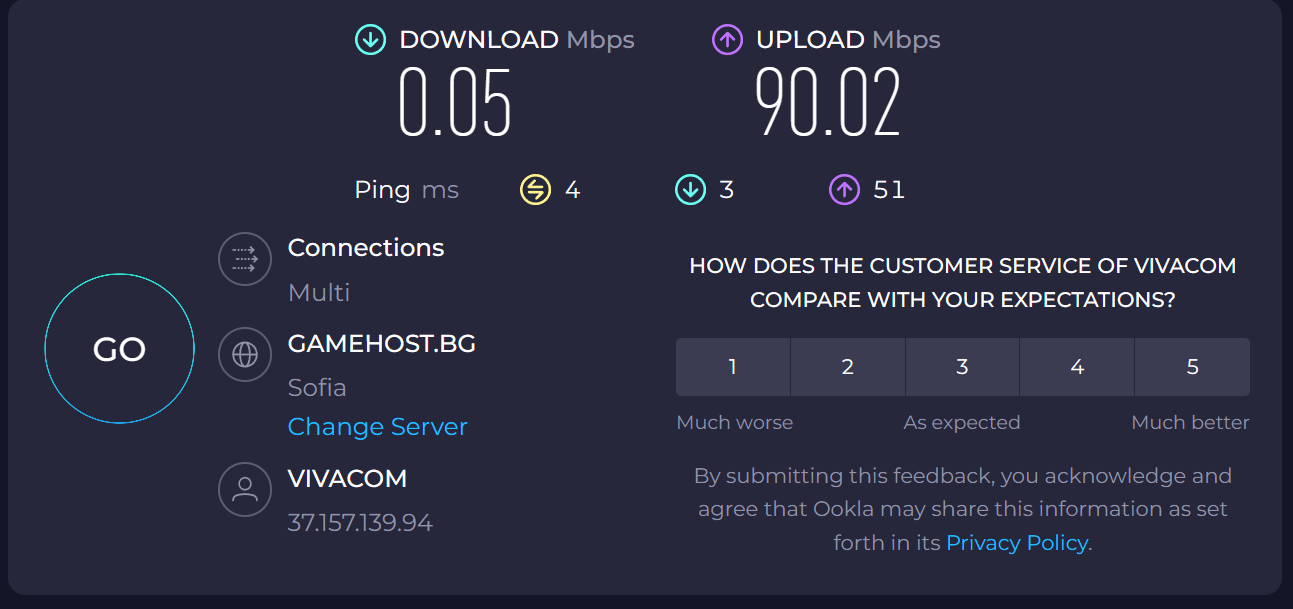 DOWNLOAD Mbps
0.05
UPLOAD Mbps
90.02
Ping ms 4 3 51
GO
Connections
Multi
GAMEHOST.BG
Sofia
Change Server
VIVACOM
37.157.139.94
HOW DOES THE CUSTOMER SERVICE OF VIVACOM
COMPARE WITH YOUR EXPECTATIONS?
1 2 3 4 5
Much worse As expected Much better
By submitting this feedback, you acknowledge and
agree that Ookla may share this information as set
forth in its Privacy Policy.